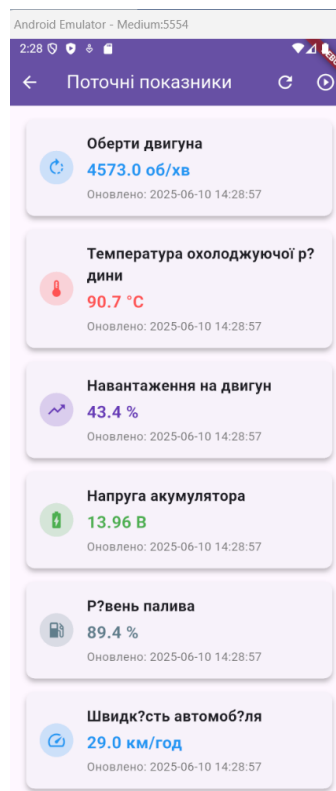 Android Emulator - Medium:5554
2:28
Поточні показники
Оберти двигуна
4573.0 об/хв
Оновлено: 2025-06-10 14:28:57
Температура охолоджуючої р?
дини
90.7 °C
Оновлено: 2025-06-10 14:28:57
Навантаження на двигун
43.4 %
Оновлено: 2025-06-10 14:28:57
Напруга акумулятора
13.96 В
Оновлено: 2025-06-10 14:28:57
Р?вень палива
89.4 %
Оновлено: 2025-06-10 14:28:57
Швидк?сть автомоб?ля
29.0 км/год
Оновлено: 2025-06-10 14:28:57